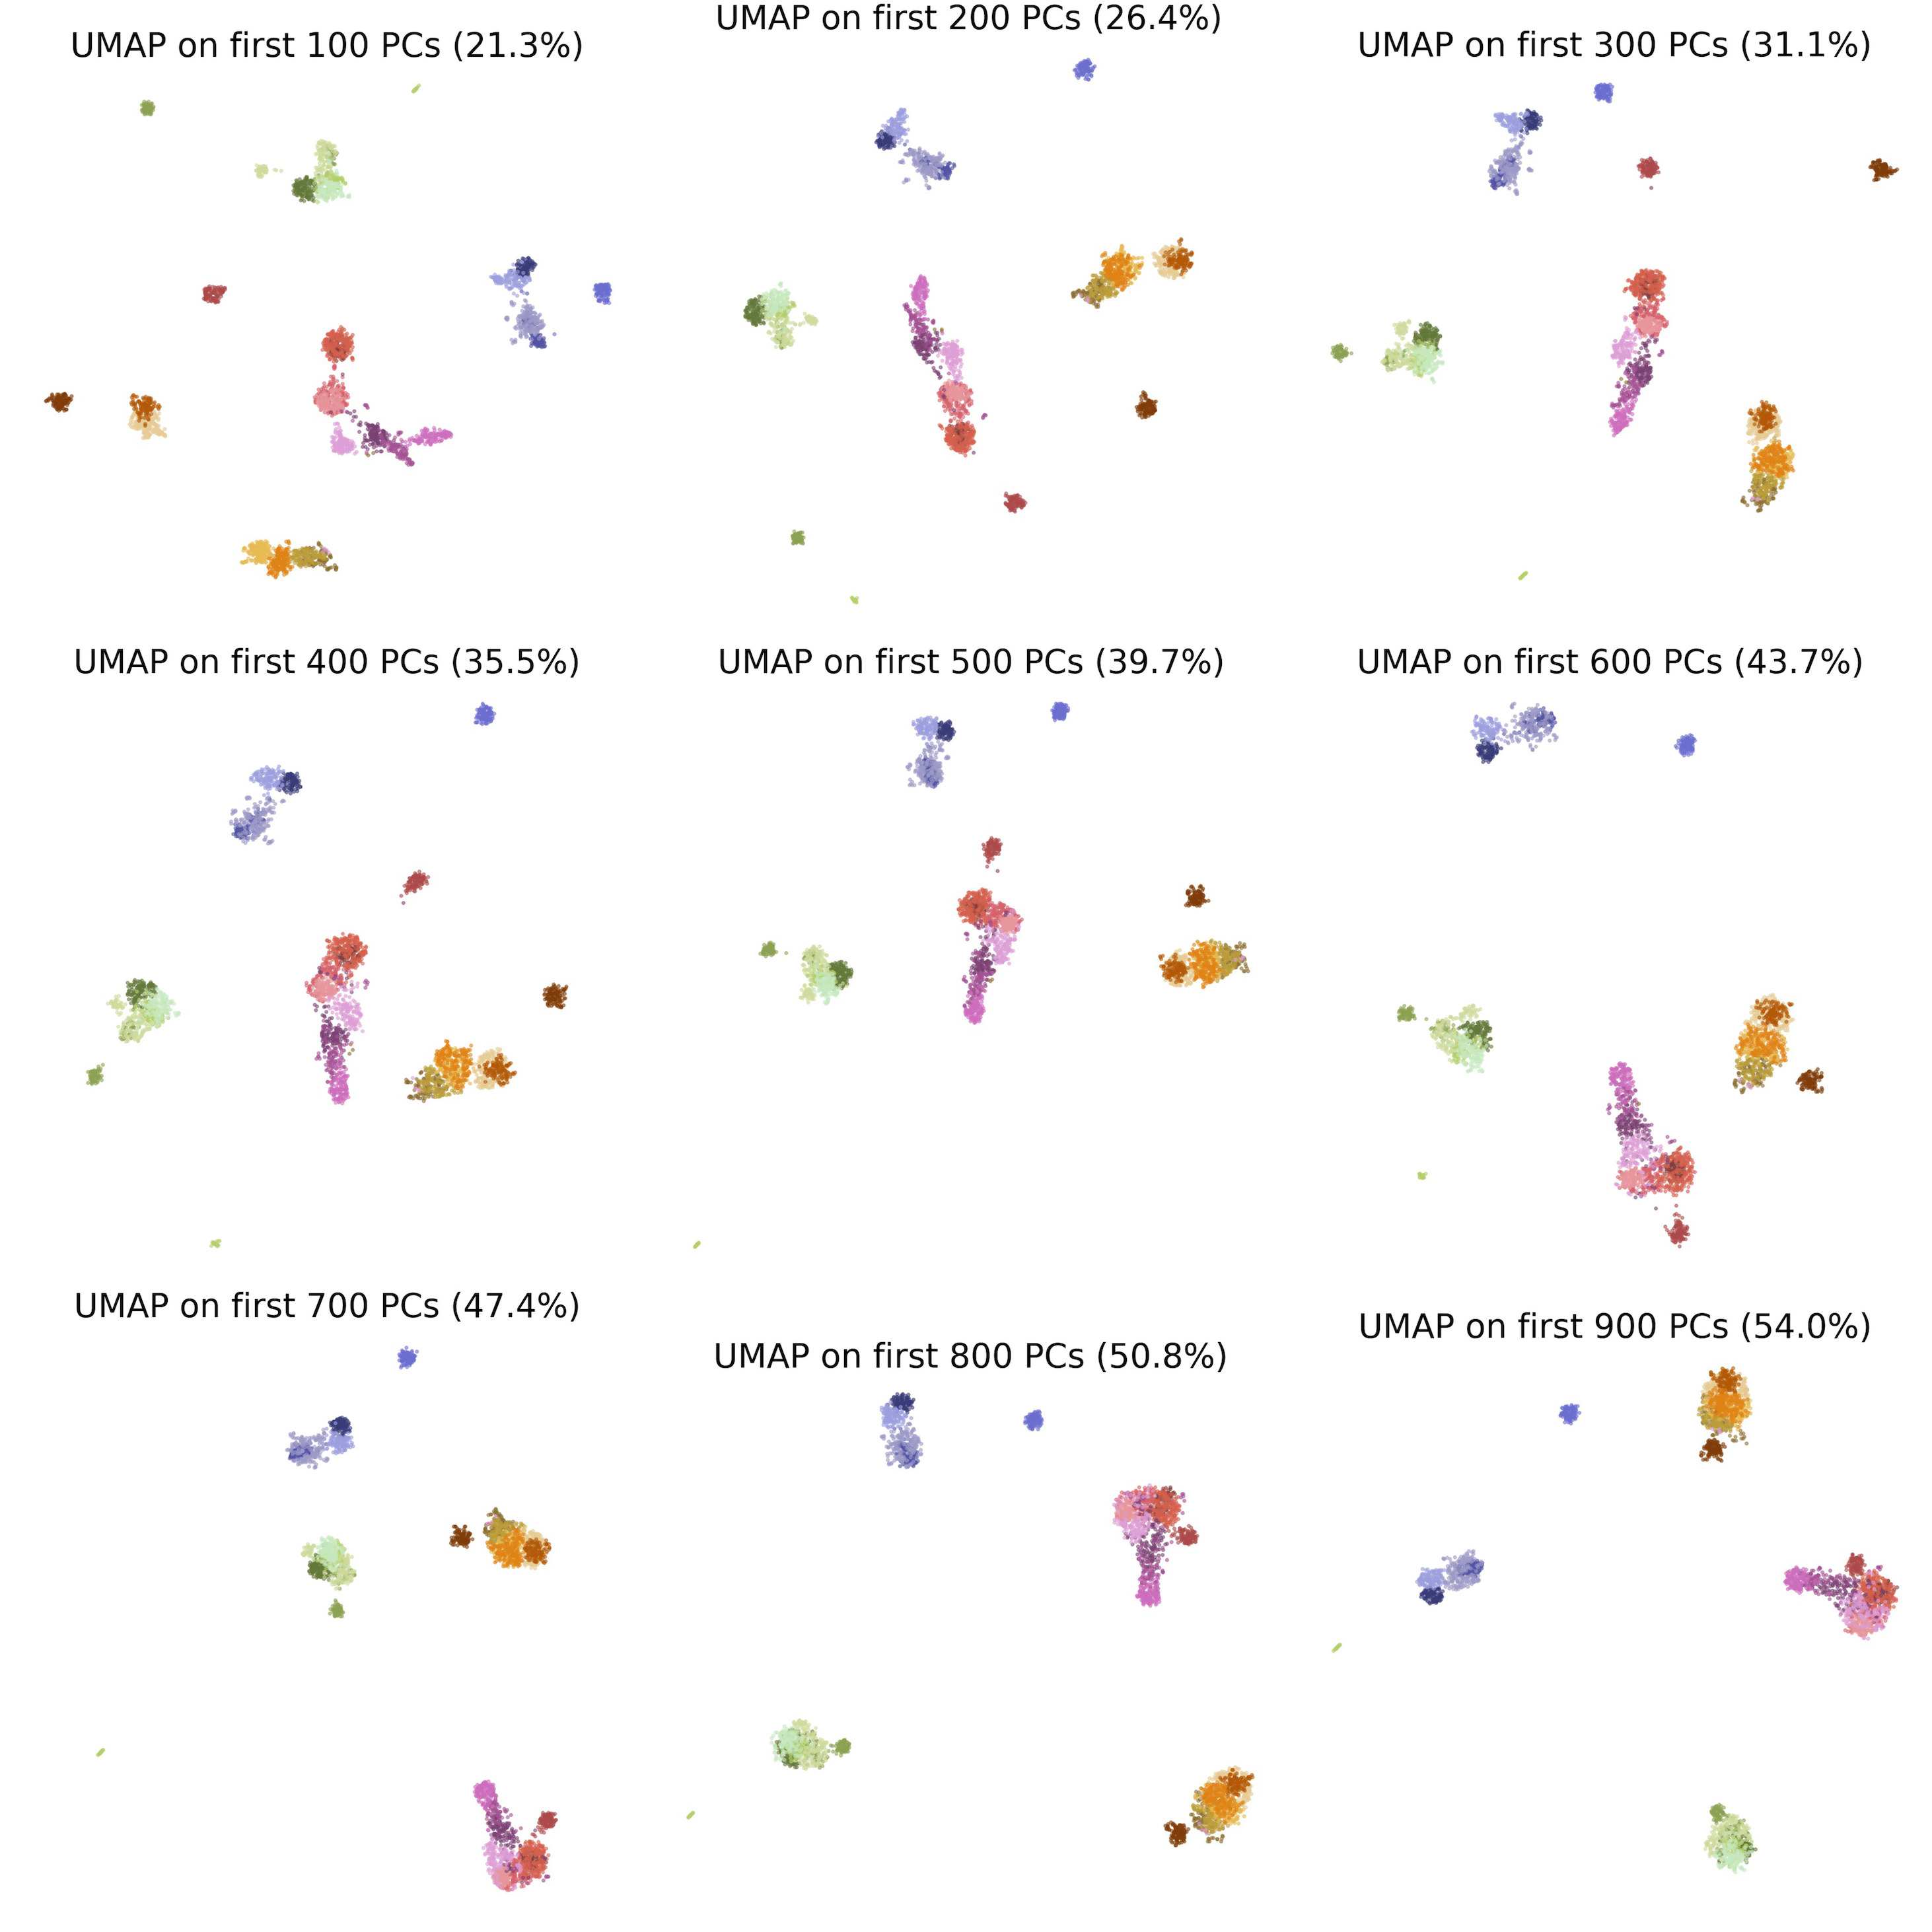 UMAP on first 100 PCs (21.3%)
UMAP on first 200 PCs (26.4%)
UMAP on first 300 PCs (31.1%)
UMAP on first 400 PCs (35.5%)
UMAP on first 500 PCs (39.7%)
UMAP on first 600 PCs (43.7%)
UMAP on first 700 PCs (47.4%)
UMAP on first 800 PCs (50.8%)
UMAP on first 900 PCs (54.0%)